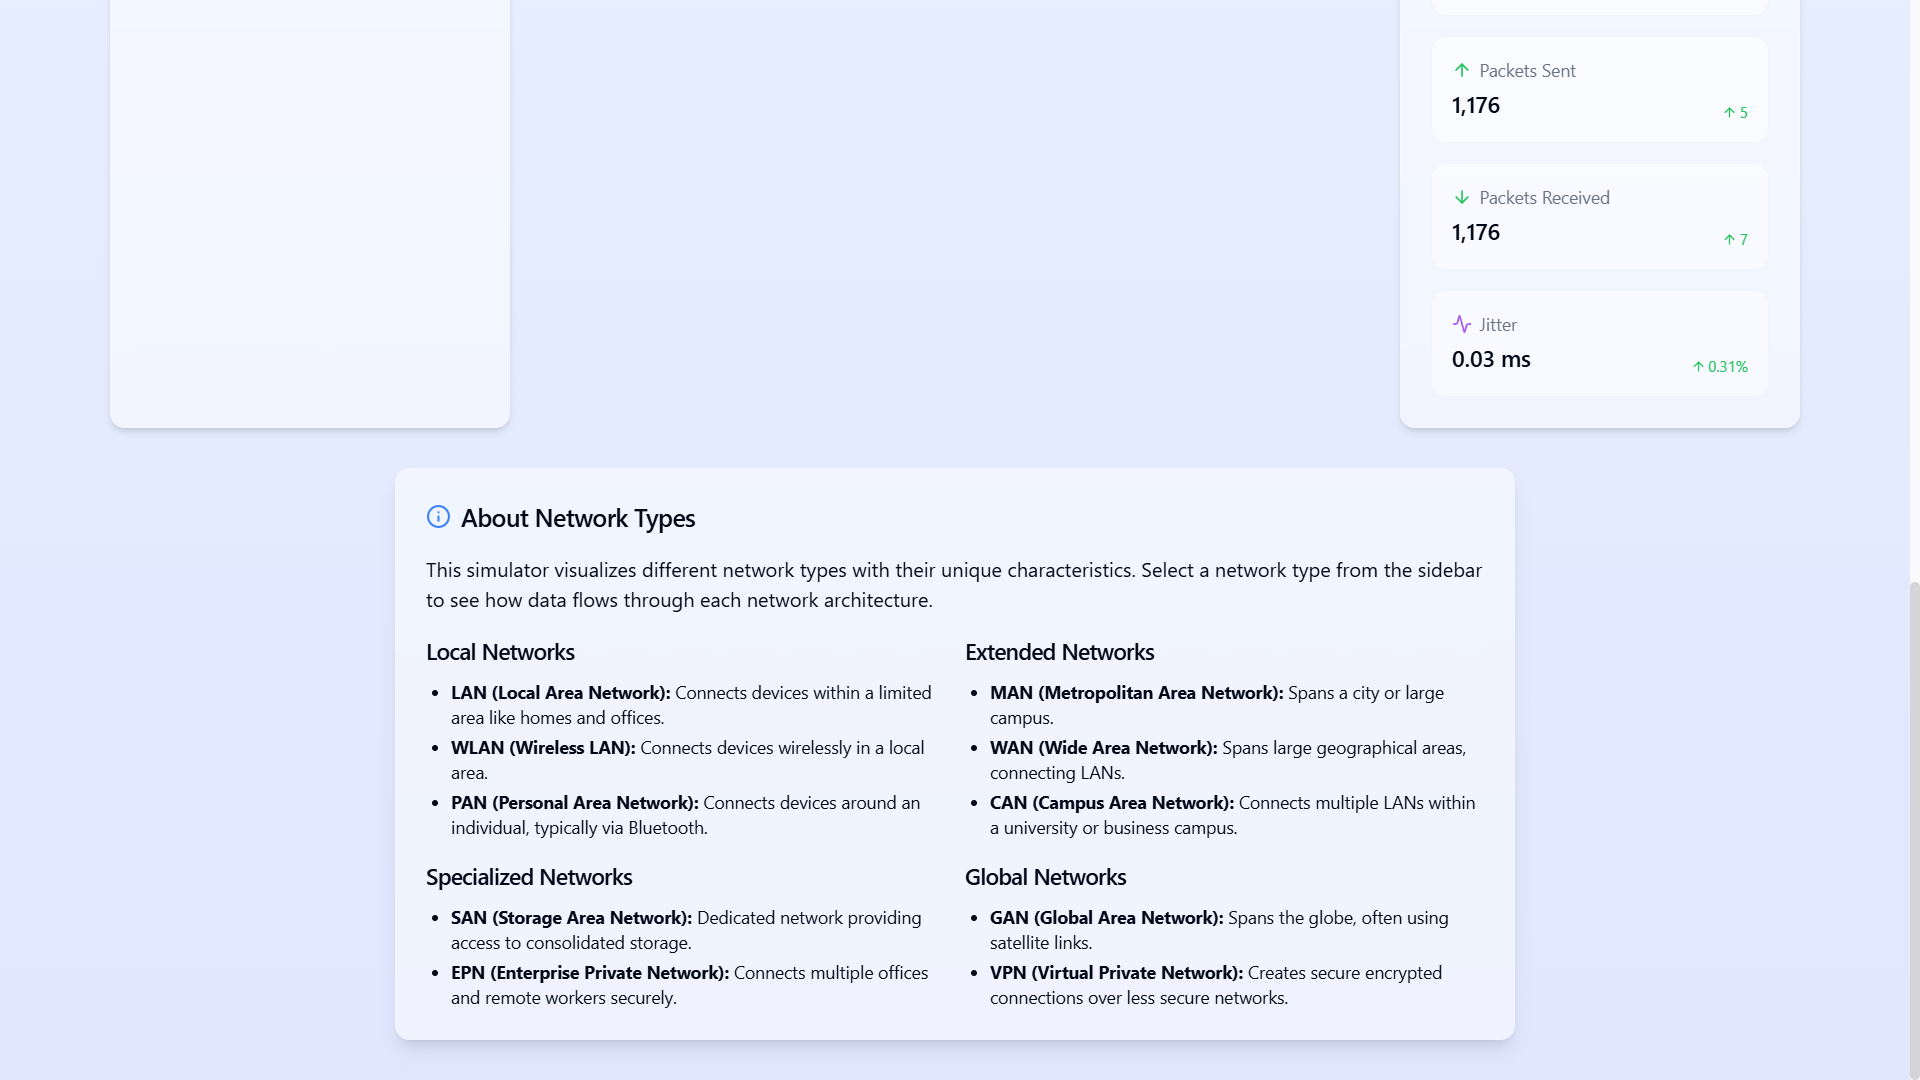 Packets Sent
1,176
5
Packets Received
1,176
7
Jitter
0.03 ms
0.31%
About Network Types
This simulator visualizes different network types with their unique characteristics. Select a network type from the sidebar
to see how data flows through each network architecture.
Local Networks
LAN (Local Area Network): Connects devices within a limited
area like homes and offices.
WLAN (Wireless LAN): Connects devices wirelessly in a local
area.
PAN (Personal Area Network): Connects devices around an
individual, typically via Bluetooth.
Extended Networks
MAN (Metropolitan Area Network): Spans a city or large
campus.
WAN (Wide Area Network): Spans large geographical areas,
connecting LANs.
CAN (Campus Area Network): Connects multiple LANs within
a university or business campus.
Specialized Networks
SAN (Storage Area Network): Dedicated network providing
access to consolidated storage.
EPN (Enterprise Private Network): Connects multiple offices
and remote workers securely.
Global Networks
GAN (Global Area Network): Spans the globe, often using
satellite links.
VPN (Virtual Private Network): Creates secure encrypted
connections over less secure networks.